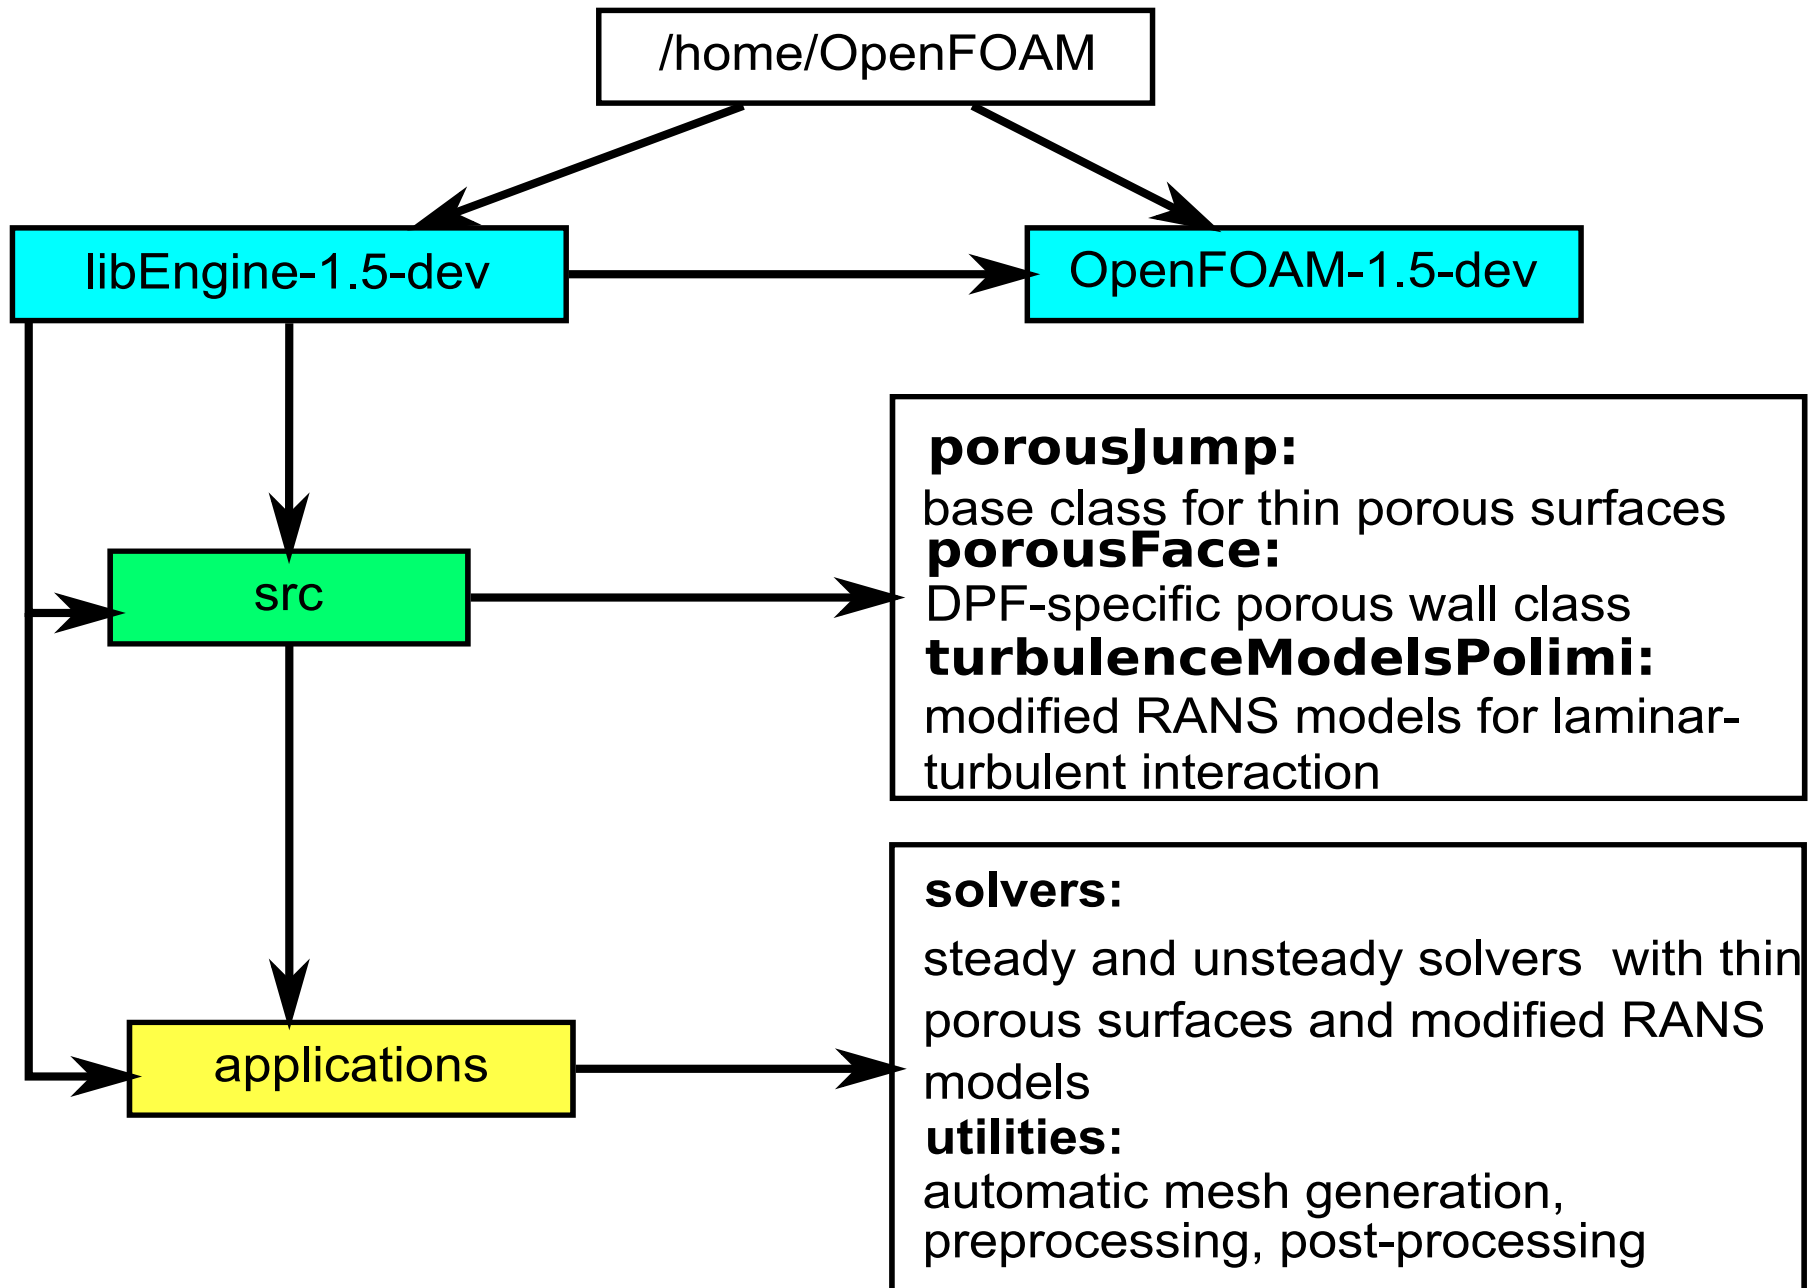 /home/OpenFOAM
libEngine-1.5-dev
OpenFOAM-1.5-dev
porousJump:
base class for thin porous surfaces
porousFace:
DPF-specific porous wall class
turbulenceModelsPolimi:
modified RANS models for laminar-
turbulent interaction
src
solvers:
steady and unsteady solvers with thin
porous surfaces and modified RANS
models
utilities:
automatic mesh generation,
preprocessing, post-processing
applications